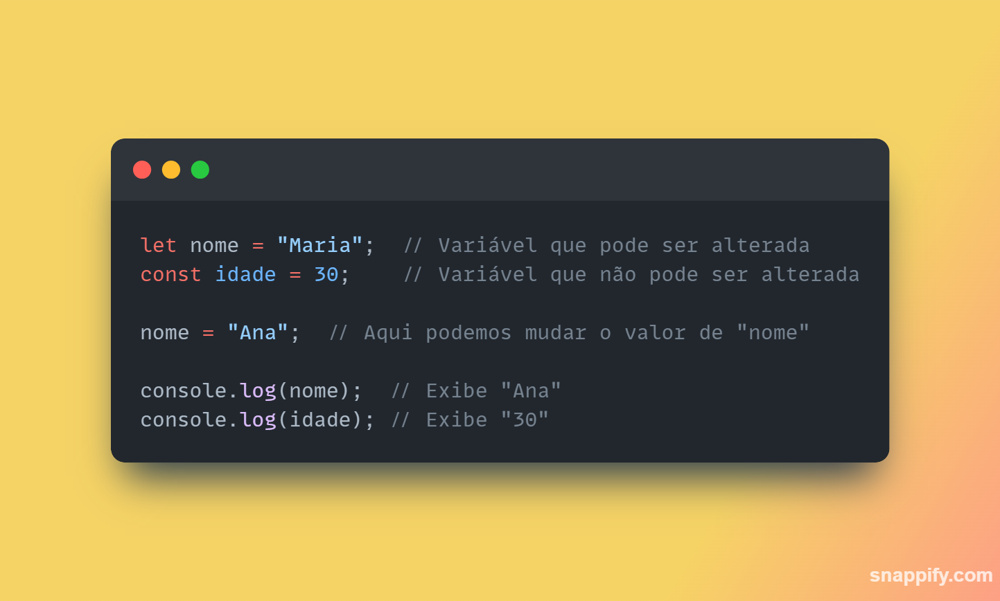 let nome = "Maria";  // Variável que pode ser alterada
const idade = 30;    // Variável que não pode ser alterada
nome = "Ana";  // Aqui podemos mudar o valor de "nome"
console.log(nome);  // Exibe "Ana"
console.log(idade); // Exibe "30"
snappify.com